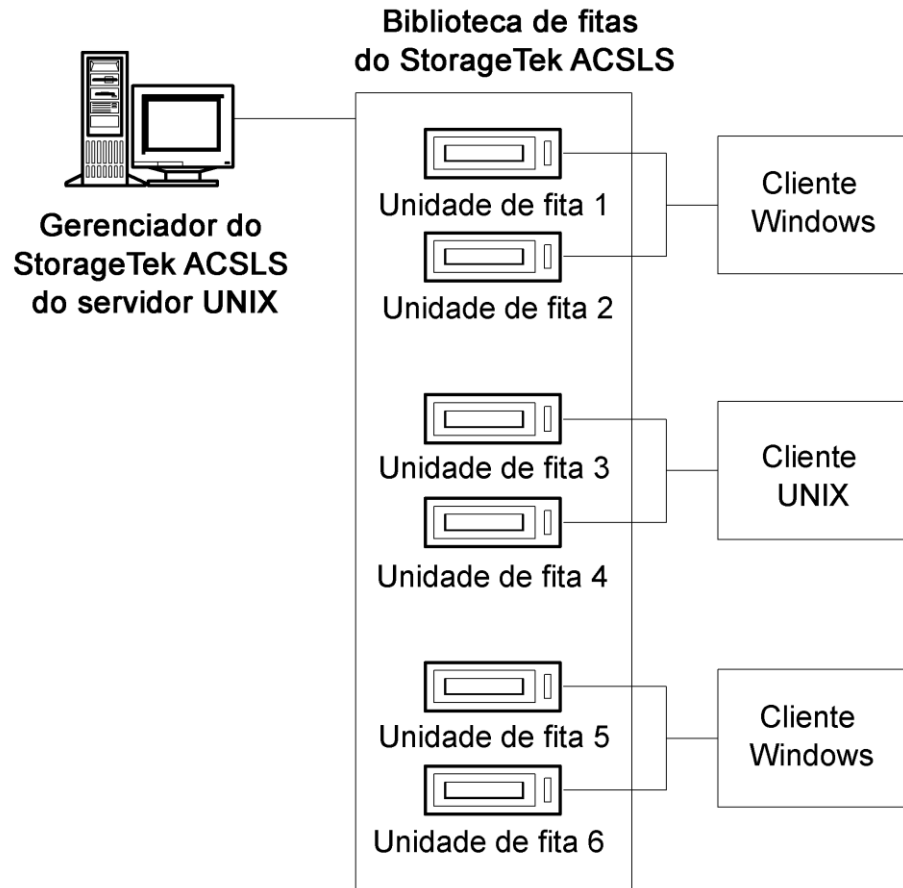 Biblioteca de fitas
do StorageTek ACSLS
Gerenciador do
StorageTek ACSLS
do servidor UNIX
Unidade de fita 1
Unidade de fita 2
Cliente
Windows
Unidade de fita 3
Unidade de fita 4
Cliente
UNIX
Unidade de fita 5
Unidade de fita 6
Cliente
Windows